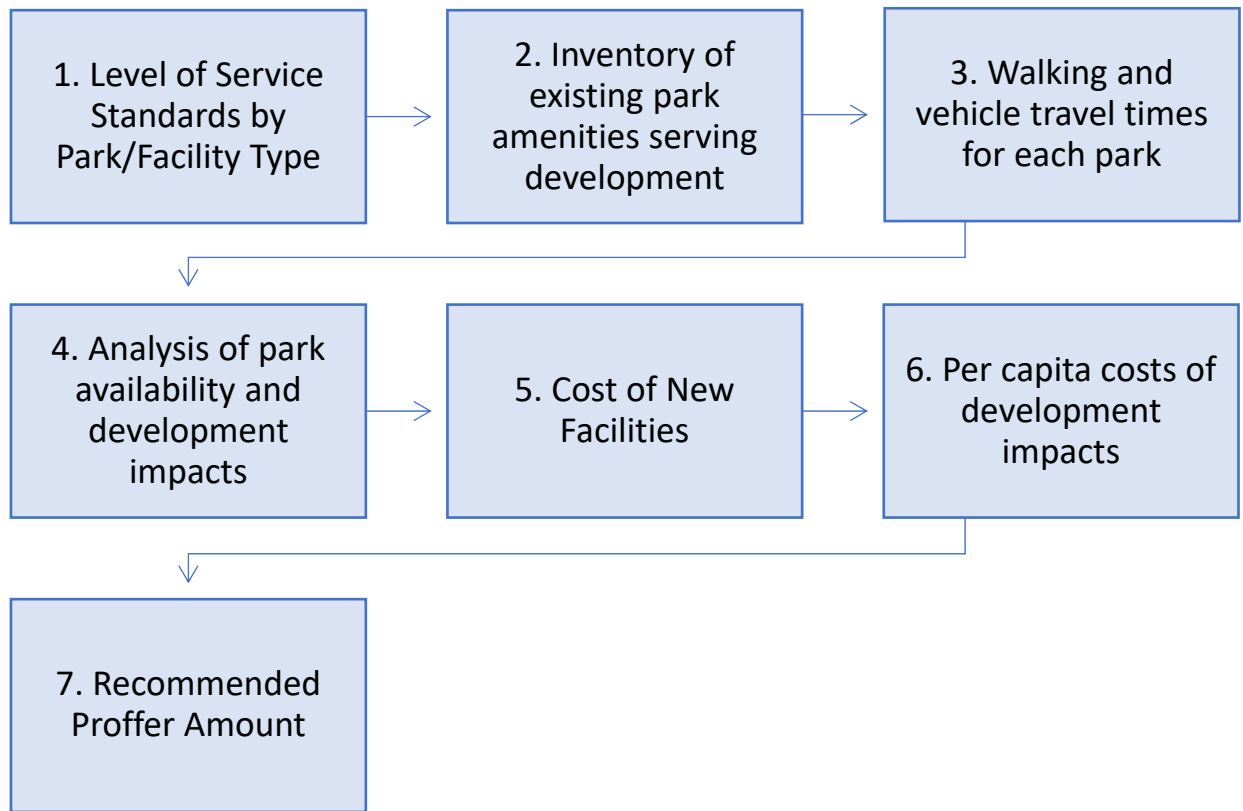 1. Level of Service
Standards by
Park/Facility Type
2. Inventory of
existing park
amenities serving
development
3. Walking and
vehicle travel times
for each park
4. Analysis of park
availability and
development
impacts
5. Cost of New
Facilities
6. Per capita costs of
development
impacts
7. Recommended
Proffer Amount